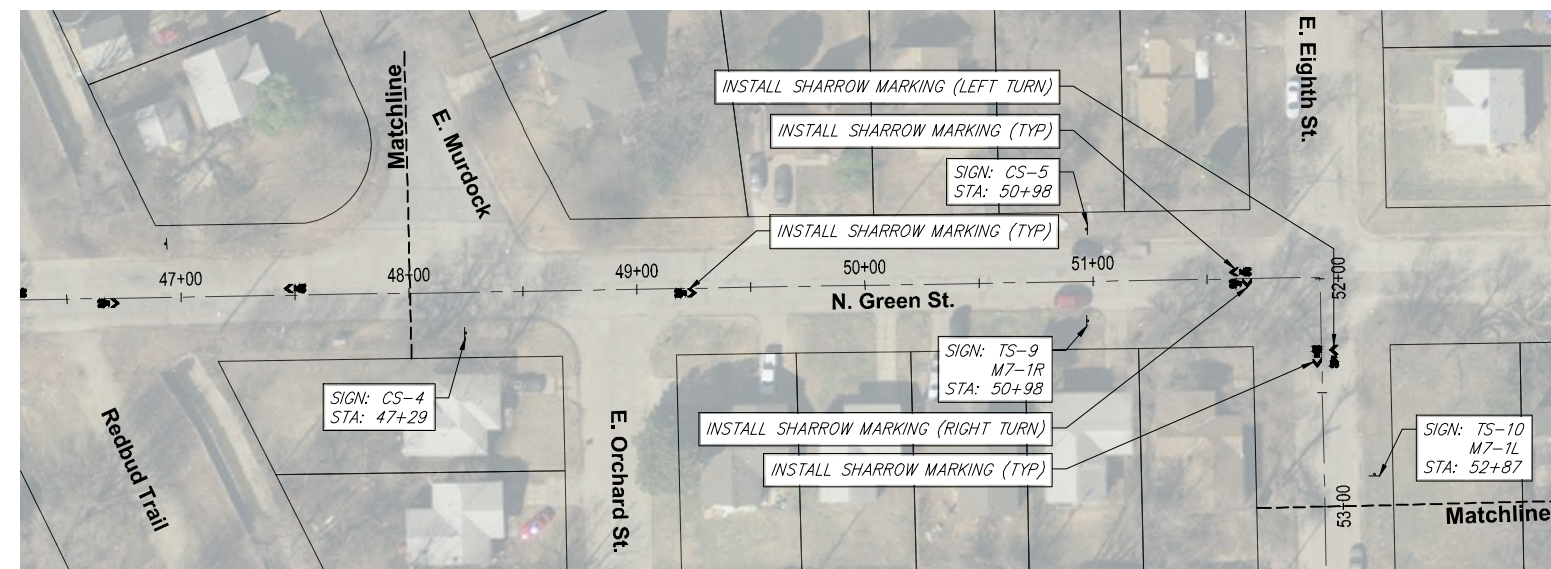 E. Eighth St.
Matchline
INSTALL SHARROW MARKING (LEFT TURN)
E. Murdock
INSTALL SHARROW MARKING (TYP)
SIGN: CS-5
STA: 50+98
INSTALL SHARROW MARKING (TYP)
47+00
48+00
49+00
50+00
51+00
52+00
N. Green St.
SIGN: TS-9
M7-1R
STA: 50+98
SIGN: CS-4
STA: 47+29
Redbud Trail
E. Orchard St.
INSTALL SHARROW MARKING (RIGHT TURN)
INSTALL SHARROW MARKING (TYP)
SIGN: TS-10
M7-1L
STA: 52+87
53+00
Matchline